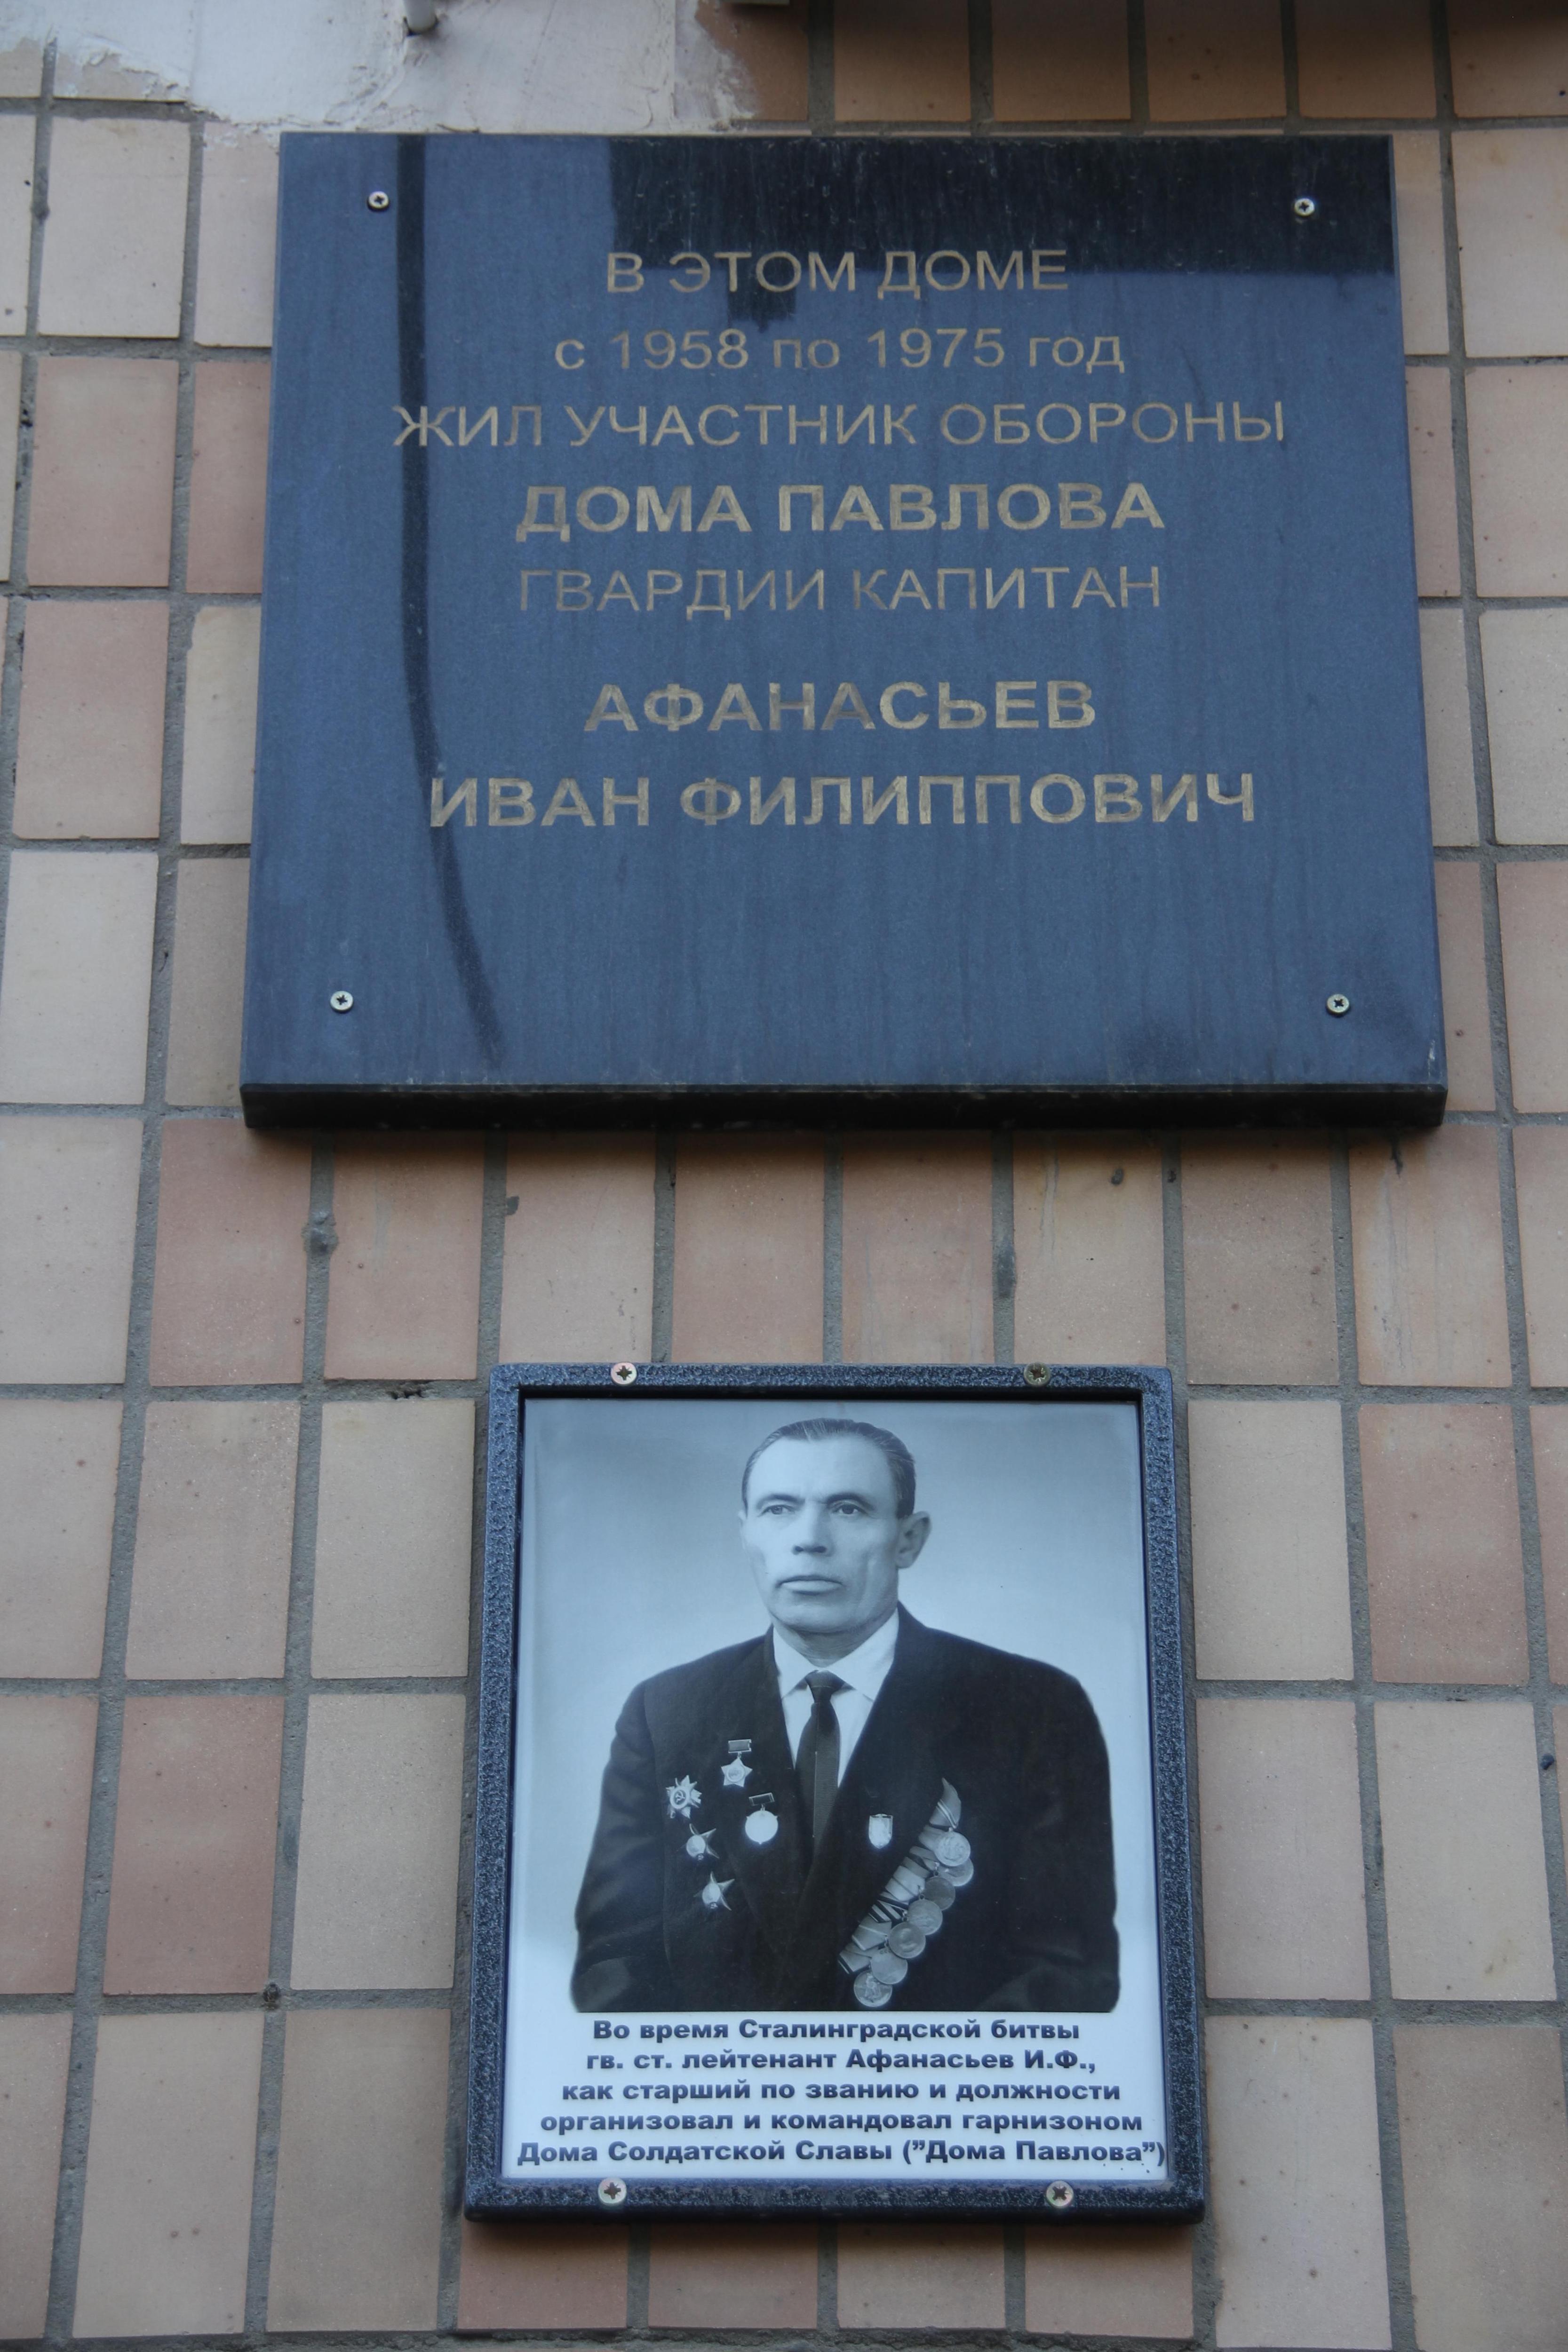 В ЭТОМ ДОМЕ
с 1958 по 1975 год
ЖИЛ УЧАСТНИК ОБОРОНЫ
ДОМА ПАВЛОВА
ГВАРДИИ КАПИТАН
АФАНАСЬЕВ
ИВАН ФИЛИППОВИЧ
Во время Сталинградской битвы
гв. ст. лейтенант Афанасьев И.Ф.,
как старший по званию и должности
организовал и командовал гарнизоном
Дома Солдатской Славы (”Дома Павлова”)